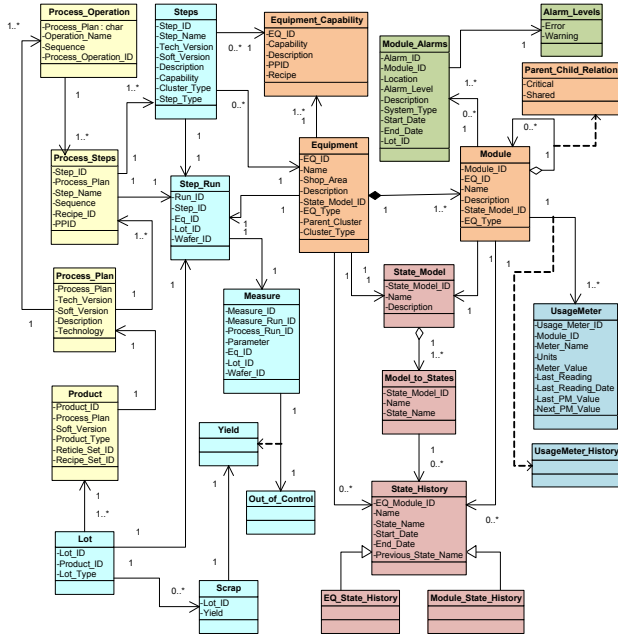 Process_Operation
-Process_Plan : char
-Operation_Name
-Sequence
-Process_Operation_ID
1..*
1
1
1..*
Steps
-Step_ID
-Step_Name
-Tech_Version
-Soft_Version
-Description
-Capability
-Cluster_Type
-Step_Type
1
0..*
0..*
1..*
1
1
1
Equipment_Capability
-EQ_ID
-Capability
-Description
-PPID
-Recipe
1..*
1
Module_Alarms
-Alarm_ID
-Module_ID
-Location
-Alarm_Level
-Description
-System_Type
-Start_Date
-End_Date
-Lot_ID
1
1
0..*
1
Alarm_Levels
-Error
-Warning
Parent_Child_Relation
-Critical
-Shared
0..*
1
Process_Steps
-Step_ID
-Process_Plan
-Step_Name
-Sequence
-Recipe_ID
-PPID
1
1
1..*
1
Step_Run
-Run_ID
-Step_ID
-Eq_ID
-Lot_ID
-Wafer_ID
1
1
1
1
Equipment
-EQ_ID
-Name
-Shop_Area
-Description
-State_Model_ID
-EQ_Type
-Parent_Cluster
-Cluster_Type
1
1..*
1
1
1
Module
-Module_ID
-EQ_ID
-Name
-Description
-State_Model_ID
-EQ_Type
1
1
1
1..*
Process_Plan
-Process_Plan
-Tech_Version
-Soft_Version
-Description
-Technology
1
1
1
Measure
-Measure_ID
-Measure_Run_ID
-Process_Run_ID
-Parameter
-Eq_ID
-Lot_ID
-Wafer_ID
1
1
State_Model
-State_Model_ID
-Name
-Description
1
1..*
UsageMeter
-Usage_Meter_ID
-Module_ID
-Meter_Name
-Units
-Meter_Value
-Last_Reading
-Last_Reading_Date
-Last_PM_Value
-Next_PM_Value
Product
-Product_ID
-Process_Plan
-Soft_Version
-Product_Type
-Reticle_Set_ID
-Recipe_Set_ID
1
1
1..*
Model_to_States
-State_Model_ID
-Name
-State_Name
1
0..*
Yield
1
1
UsageMeter_History
Out_of_Control
State_History
-EQ_Module_ID
-Name
-State_Name
-Start_Date
-End_Date
-Previous_State_Name
0..*
0..*
Lot
-Lot_ID
-Product_ID
-Lot_Type
1
1
0..*
Scrap
-Lot_ID
-Yield
EQ_State_History
Module_State_History